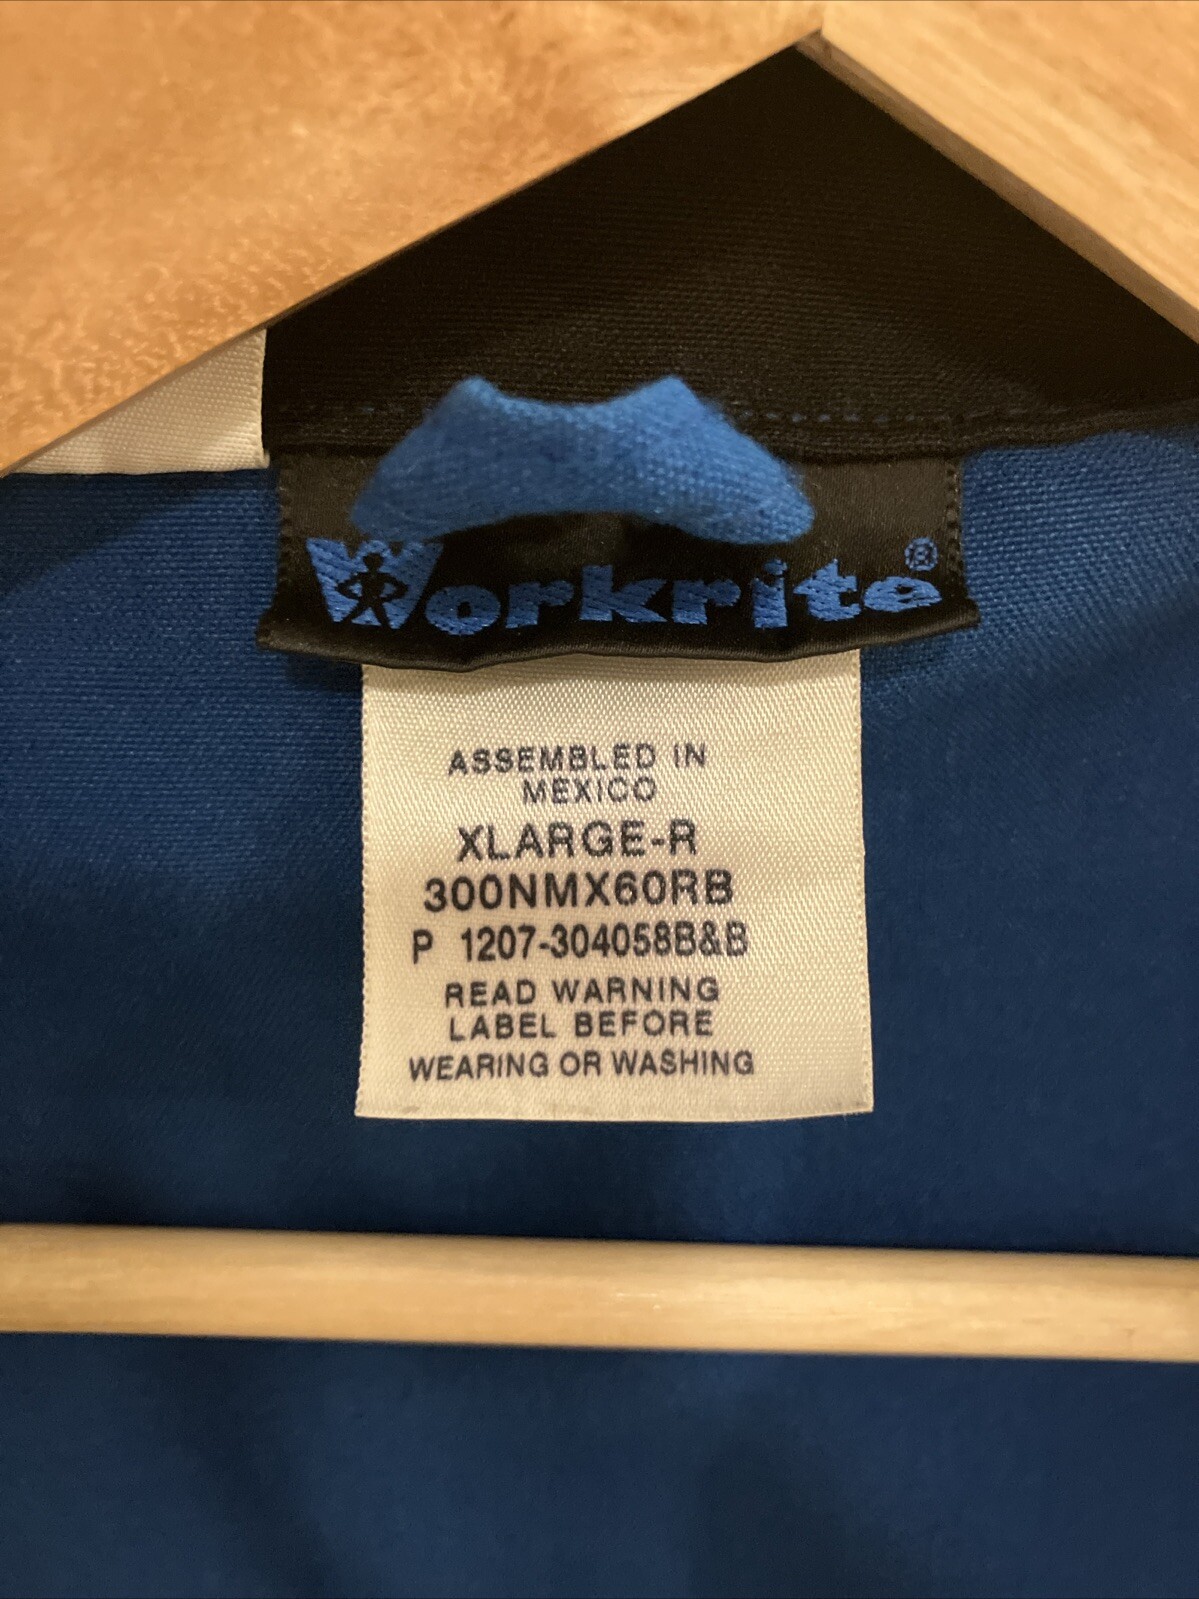 Workrite®
ASSEMBLED IN
MEXICO
XLARGE-R
300NMX60RB
P 1207-304058B&B
READ WARNING
LABEL BEFORE
WEARING OR WASHING